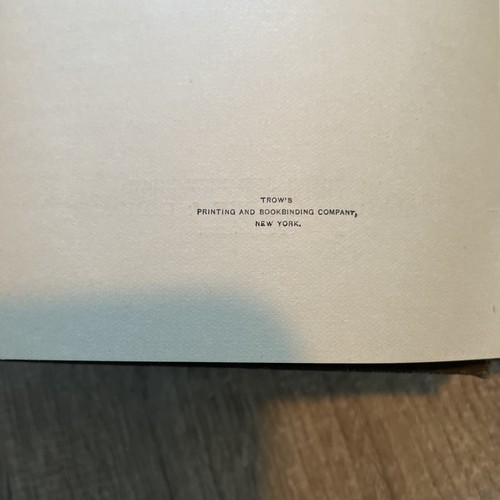 TROW'S
PRINTING AND BOOKBINDING COMPANY,
NEW YORK.